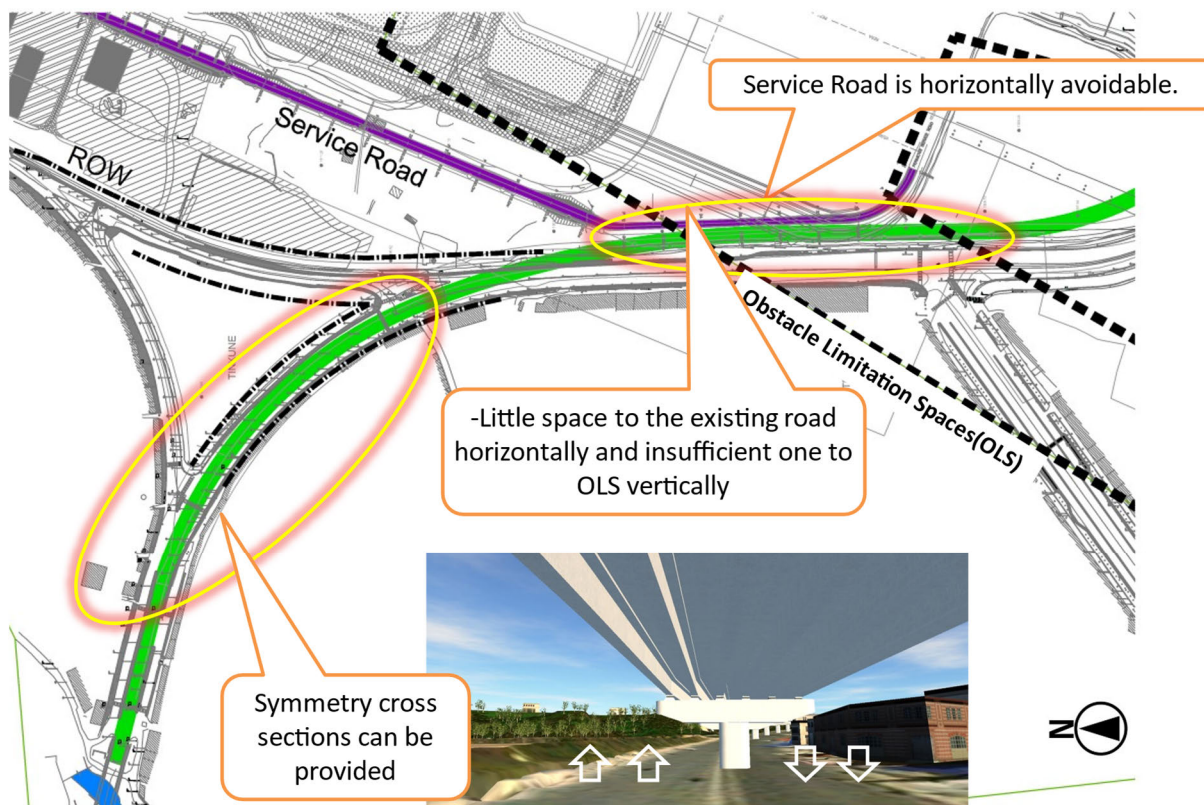 Service Road is horizontally avoidable.
Service Road
ROW
TINKUNE
Obstacle Limitation Spaces(OLS)
-Little space to the existing road
horizontally and insufficient one to
OLS vertically
Symmetry cross
sections can be
provided
N